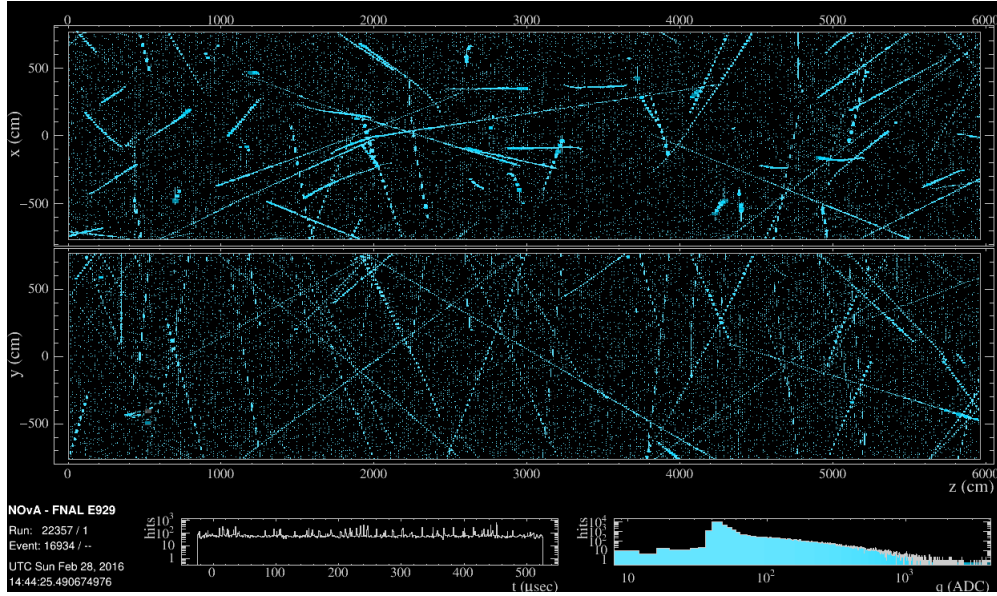 0 1000 2000 3000 4000 5000 6000
500
0
−500
x (cm)
500
0
−500
y (cm)
0 1000 2000 3000 4000 5000 6000
z (cm)
NOvA - FNAL E929
Run: 22357 / 1
Event: 16934 / --
UTC Sun Feb 28, 2016
14:44:25.490674976
hits
10³
10²
10
1
0 100 200 300 400 500
t (μsec)
hits
10⁴
10³
10²
10
1
10 10² 10³
q (ADC)